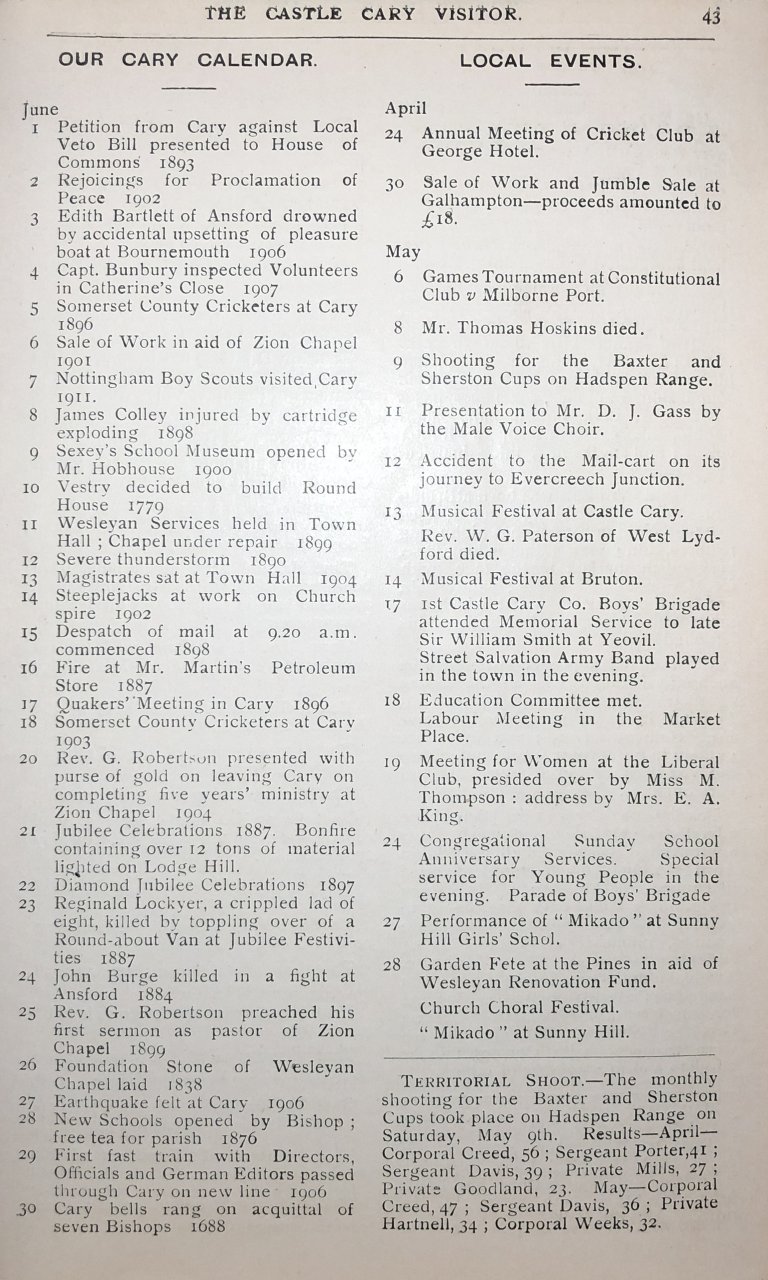 THE CASTLE CARY VISITOR.
43
OUR CARY CALENDAR.
June
1 Petition from Cary against Local
Veto Bill presented to House of
Commons 1893
2 Rejoicings for Proclamation of
Peace 1902
3 Edith Bartlett of Ansford drowned
by accidental upsetting of pleasure
boat at Bournemouth 1906
4 Capt. Bunbury inspected Volunteers
in Catherine's Close 1907
5 Somerset County Cricketers at Cary
1896
6 Sale of Work in aid of Zion Chapel
1901
7 Nottingham Boy Scouts visited Cary
1911.
8 James Colley injured by cartridge
exploding 1898
9 Sexey's School Museum opened by
Mr. Hobhouse 1900
10 Vestry decided to build Round
House 1779
11 Wesleyan Services held in Town
Hall ; Chapel under repair 1899
12 Severe thunderstorm 1890
13 Magistrates sat at Town Hall 1904
14 Steeplejacks at work on Church
spire 1902
15 Despatch of mail at 9.20 a.m.
commenced 1898
16 Fire at Mr. Martin's Petroleum
Store 1887
17 Quakers' Meeting in Cary 1896
18 Somerset County Cricketers at Cary
1903
20 Rev. G. Robertson presented with
purse of gold on leaving Cary on
completing five years' ministry at
Zion Chapel 1904
21 Jubilee Celebrations 1887. Bonfire
containing over 12 tons of material
lighted on Lodge Hill.
22 Diamond Jubilee Celebrations 1897
23 Reginald Lockyer, a crippled lad of
eight, killed by toppling over of a
Round-about Van at Jubilee Festivi-
ties 1887
24 John Burge killed in a fight at
Ansford 1884
25 Rev. G. Robertson preached his
first sermon as pastor of Zion
Chapel 1899
26 Foundation Stone of Wesleyan
Chapel laid 1838
27 Earthquake felt at Cary 1906
28 New Schools opened by Bishop ;
free tea for parish 1876
29 First fast train with Directors,
Officials and German Editors passed
through Cary on new line 1906
30 Cary bells rang on acquittal of
seven Bishops 1688
LOCAL EVENTS.
April
24 Annual Meeting of Cricket Club at
George Hotel.
30 Sale of Work and Jumble Sale at
Galhampton—proceeds amounted to
£18.
May
6 Games Tournament at Constitutional
Club v Milborne Port.
8 Mr. Thomas Hoskins died.
9 Shooting for the Baxter and
Sherston Cups on Hadspen Range.
11 Presentation to Mr. D. J. Gass by
the Male Voice Choir.
12 Accident to the Mail-cart on its
journey to Evercreech Junction.
13 Musical Festival at Castle Cary.
Rev. W. G. Paterson of West Lyd-
ford died.
14 Musical Festival at Bruton.
17 1st Castle Cary Co. Boys' Brigade
attended Memorial Service to late
Sir William Smith at Yeovil.
Street Salvation Army Band played
in the town in the evening.
18 Education Committee met.
Labour Meeting in the Market
Place.
19 Meeting for Women at the Liberal
Club, presided over by Miss M.
Thompson : address by Mrs. E. A.
King.
24 Congregational Sunday School
Anniversary Services. Special
service for Young People in the
evening. Parade of Boys' Brigade
27 Performance of " Mikado " at Sunny
Hill Girls' Schol.
28 Garden Fete at the Pines in aid of
Wesleyan Renovation Fund.
Church Choral Festival.
" Mikado " at Sunny Hill.
TERRITORIAL SHOOT.—The monthly
shooting for the Baxter and Sherston
Cups took place on Hadspen Range on
Saturday, May 9th. Results—April—
Corporal Creed, 56 ; Sergeant Porter,41 ;
Sergeant Davis, 39 ; Private Mills, 27 ;
Private Goodland, 23. May—Corporal
Creed, 47 ; Sergeant Davis, 36 ; Private
Hartnell, 34 ; Corporal Weeks, 32.